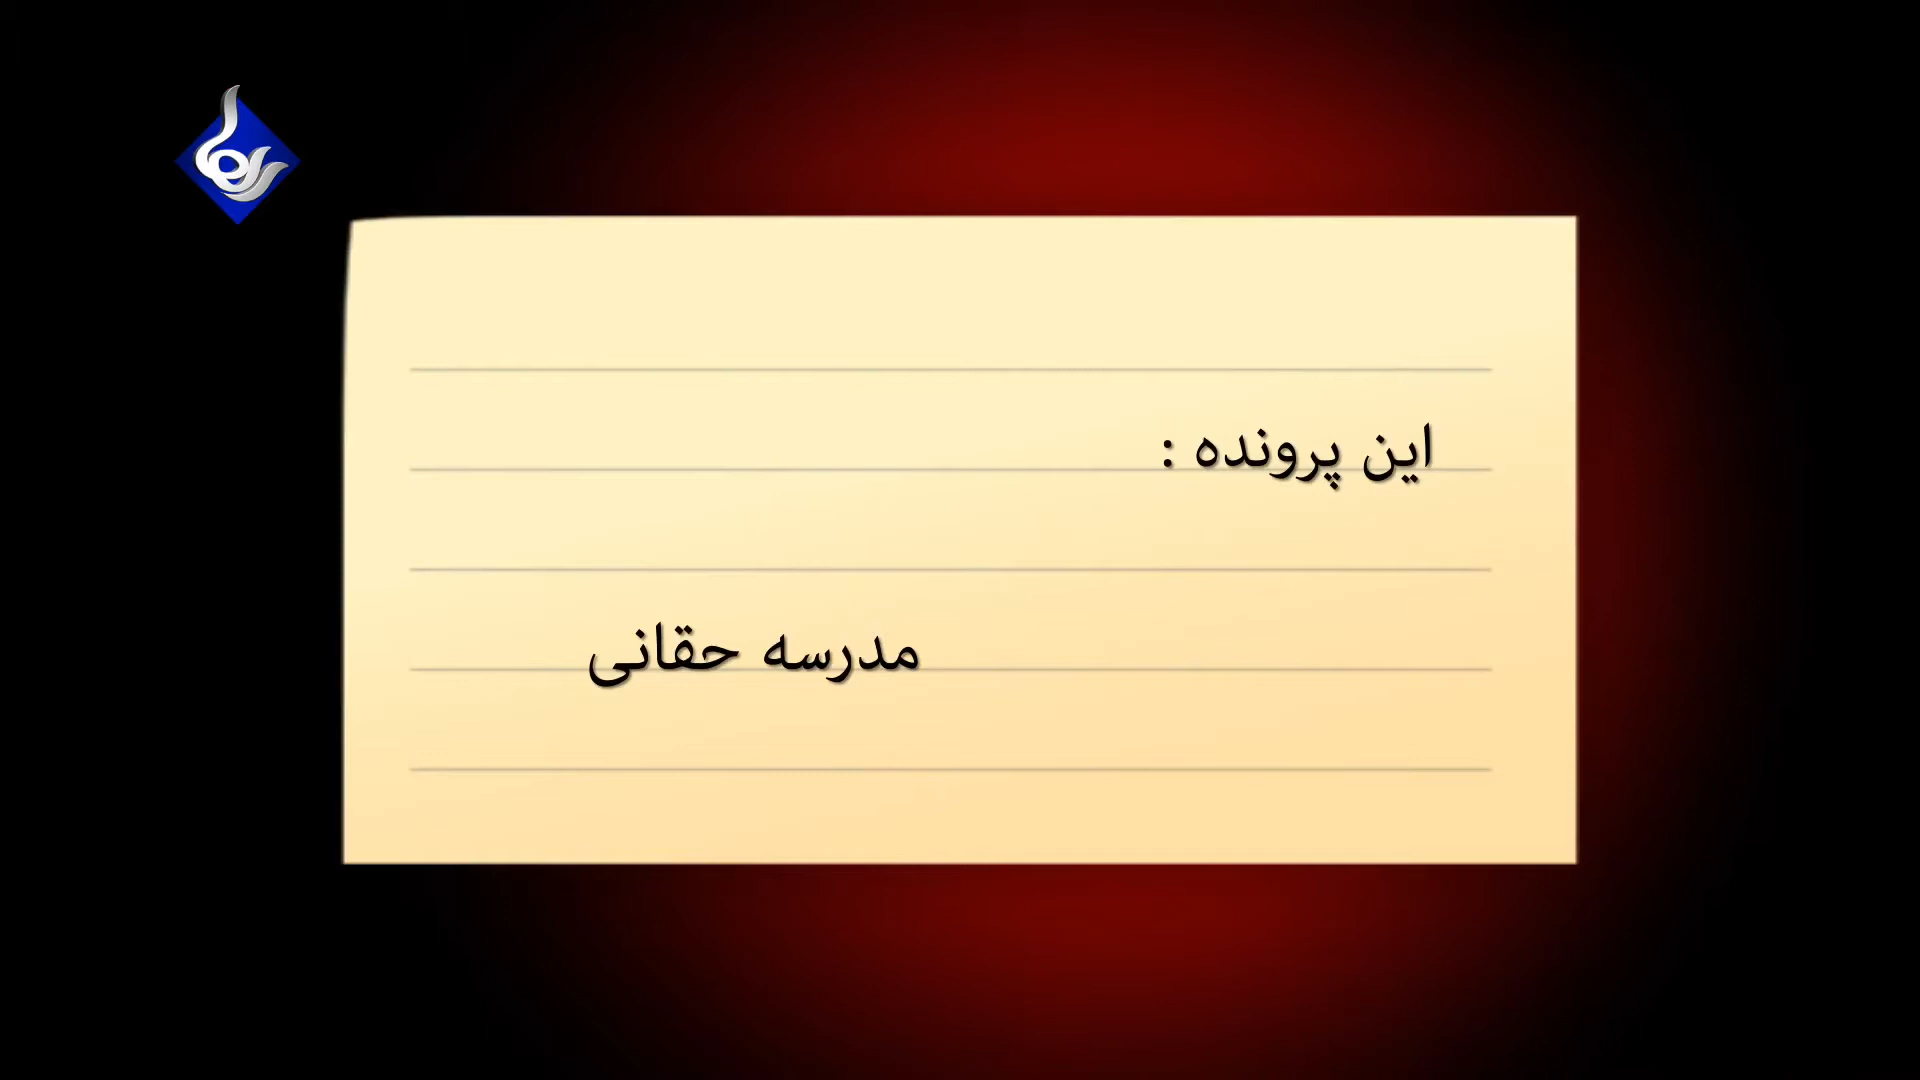 این پرونده :
مدرسه حقانی